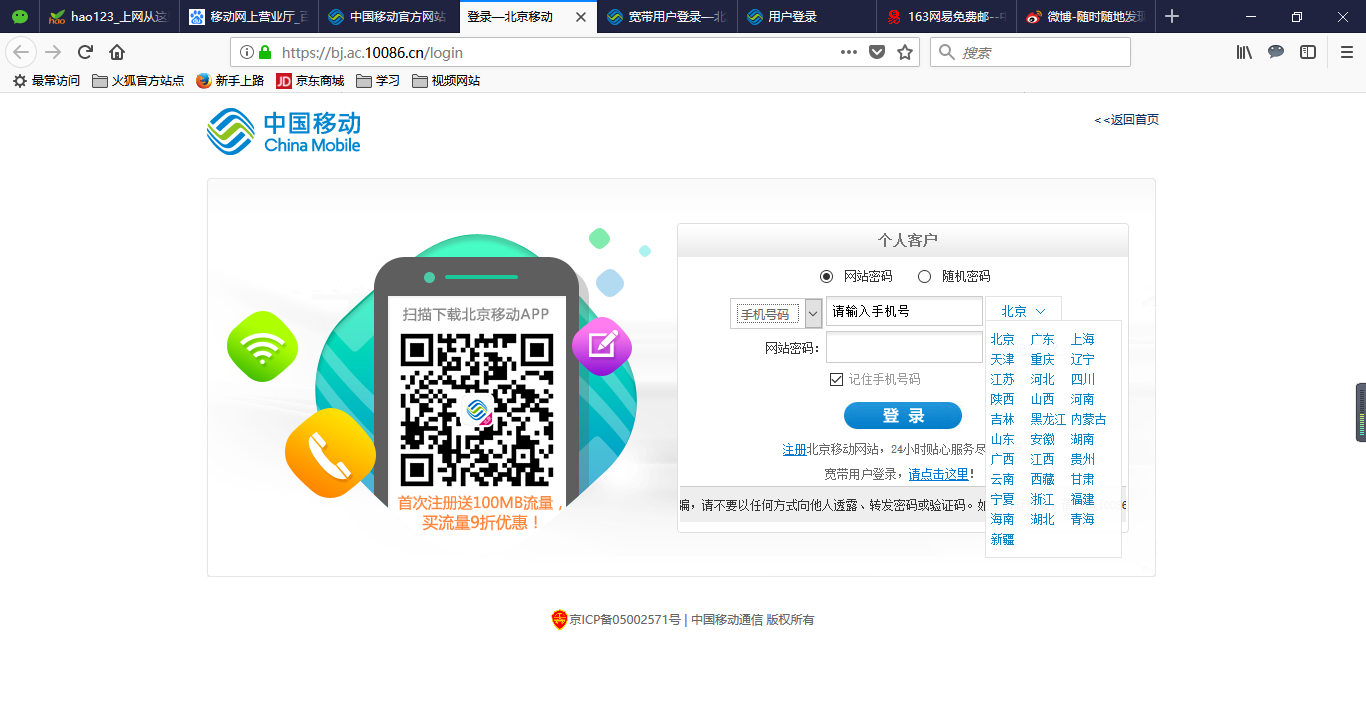 hao123_上网从这
移动网上营业厅_百
中国移动官方网站
登录—北京移动
宽带用户登录—北
用户登录
163网易免费邮--中
微博-随时随地发现
https://bj.ac.10086.cn/login
搜索
最常访问 火狐官方站点 新手上路 JD 京东商城 学习 视频网站
中国移动
China Mobile
<<返回首页
扫描下载北京移动APP
首次注册送100MB流量，
买流量9折优惠！
个人客户
网站密码 随机密码
手机号码 请输入手机号 北京
网站密码：
记住手机号码
登 录
注册北京移动网站，24小时贴心服务尽
宽带用户登录，请点击这里！
骗，请不要以任何方式向他人透露、转发密码或验证码。如
北京 广东 上海
天津 重庆 辽宁
江苏 河北 四川
陕西 山西 河南
吉林 黑龙江 内蒙古
山东 安徽 湖南
广西 江西 贵州
云南 西藏 甘肃
宁夏 浙江 福建
海南 湖北 青海
新疆
京ICP备05002571号 | 中国移动通信 版权所有